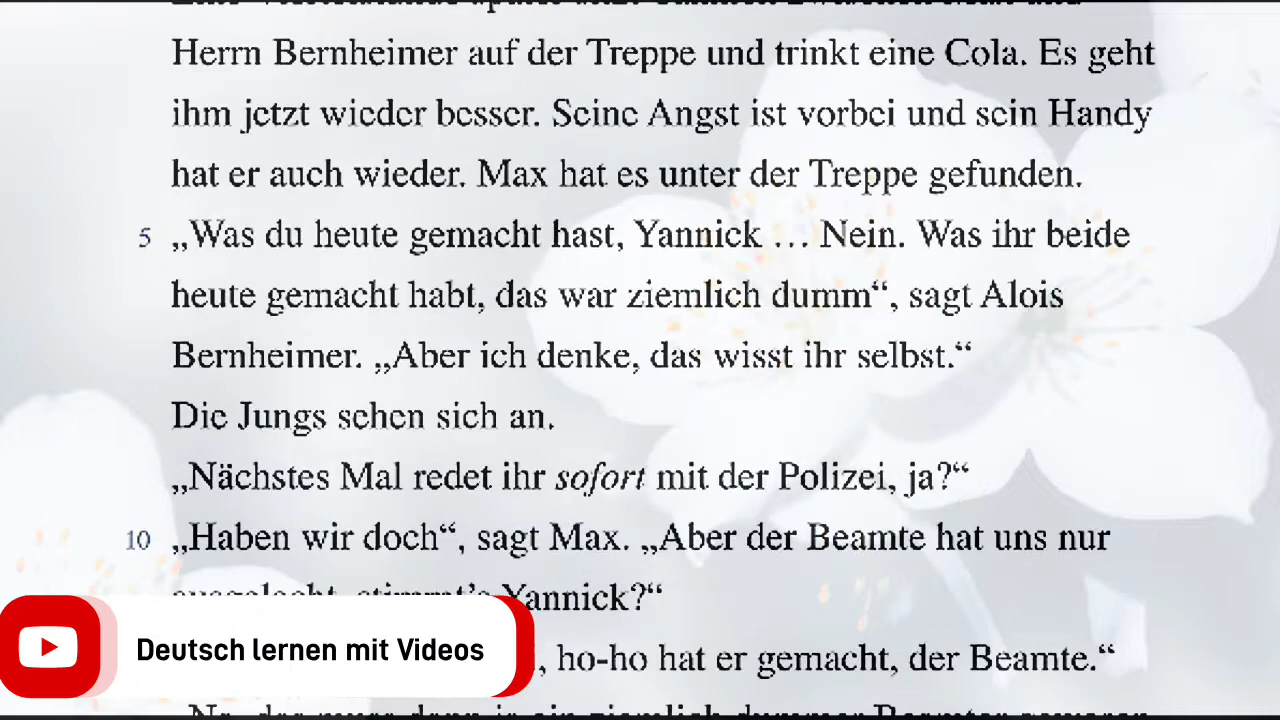 Herrn Bernheimer auf der Treppe und trinkt eine Cola. Es geht
ihm jetzt wieder besser. Seine Angst ist vorbei und sein Handy
hat er auch wieder. Max hat es unter der Treppe gefunden.
5 „Was du heute gemacht hast, Yannick … Nein. Was ihr beide
heute gemacht habt, das war ziemlich dumm“, sagt Alois
Bernheimer. „Aber ich denke, das wisst ihr selbst.“
Die Jungs sehen sich an.
„Nächstes Mal redet ihr sofort mit der Polizei, ja?“
10 „Haben wir doch“, sagt Max. „Aber der Beamte hat uns nur
ausgelacht, stimmt’s Yannick?“
, ho-ho hat er gemacht, der Beamte.“
Deutsch lernen mit Videos